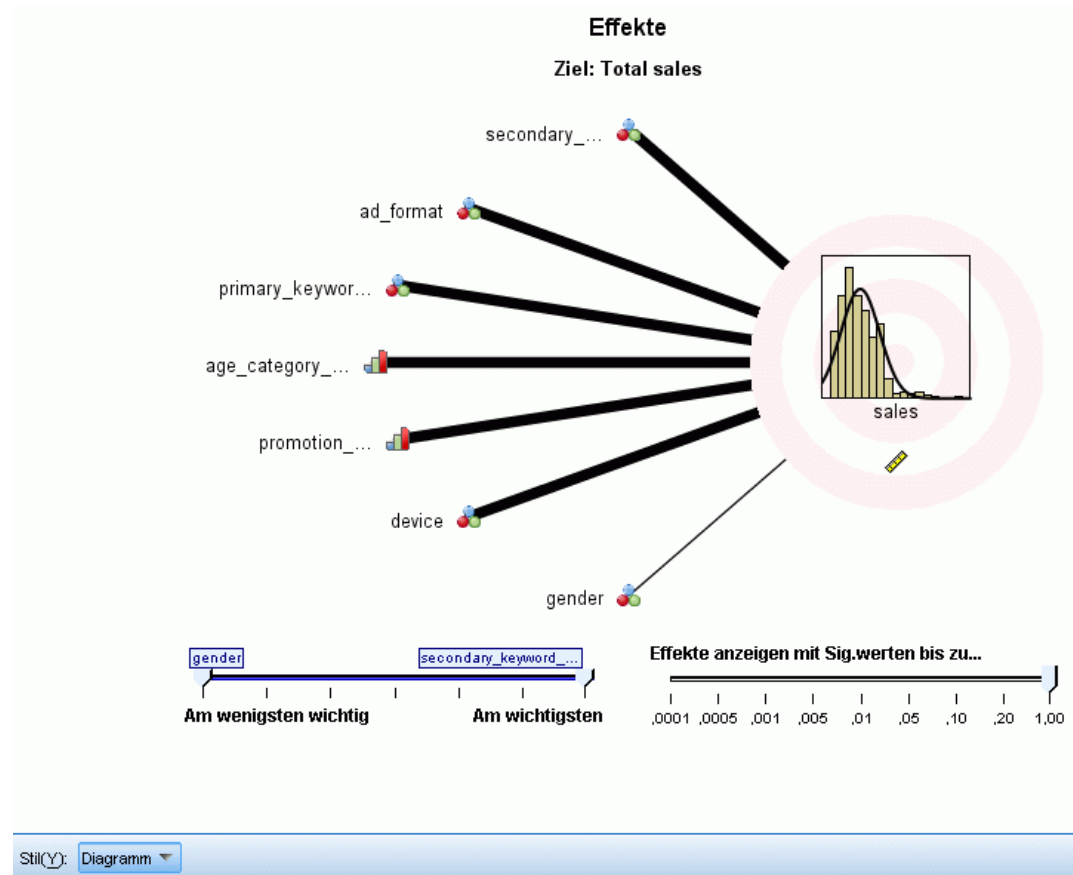 Effekte
Ziel: Total sales
secondary_...
ad_format
primary_keywor...
age_category_...
promotion_...
device
gender
sales
gender
secondary_keyword_...
Am wenigsten wichtig
Am wichtigsten
Effekte anzeigen mit Sig.werten bis zu...
,0001 ,0005 ,001 ,005 ,01 ,05 ,10 ,20 1,00
Stil(Y): Diagramm